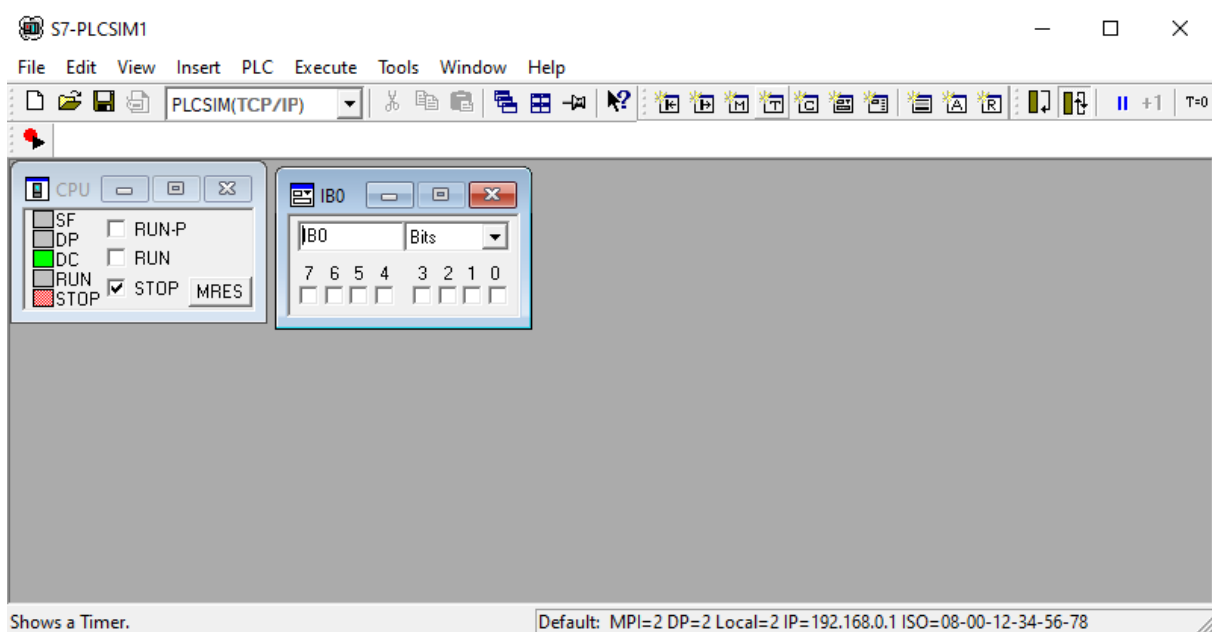 S7-PLCSIM1
File Edit View Insert PLC Execute Tools Window Help
PLCSIM(TCP/IP) +1 T=0
CPU
SF
DP
DC
RUN
STOP
RUN-P
RUN
STOP MRES
IB0
IB0 Bits
7 6 5 4 3 2 1 0
Shows a Timer. Default: MPI=2 DP=2 Local=2 IP=192.168.0.1 ISO=08-00-12-34-56-78